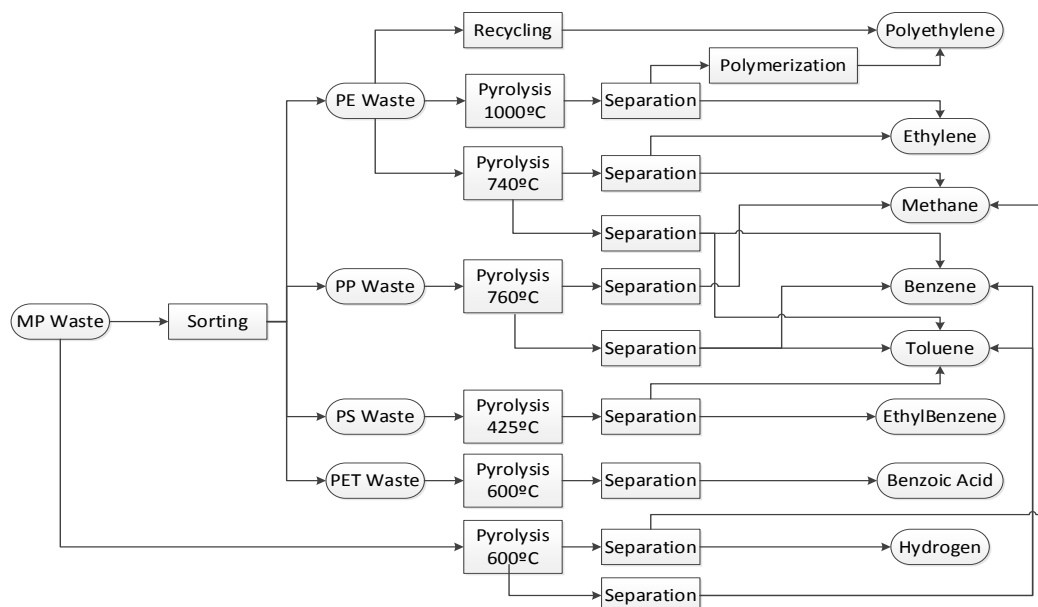 Recycling
Polyethylene
Polymerization
PE Waste
Pyrolysis
1000ºC
Separation
Ethylene
Pyrolysis
740ºC
Separation
Methane
Separation
PP Waste
Pyrolysis
760ºC
Separation
Benzene
MP Waste
Sorting
Separation
Toluene
PS Waste
Pyrolysis
425ºC
Separation
EthylBenzene
PET Waste
Pyrolysis
600ºC
Separation
Benzoic Acid
Pyrolysis
600ºC
Separation
Hydrogen
Separation